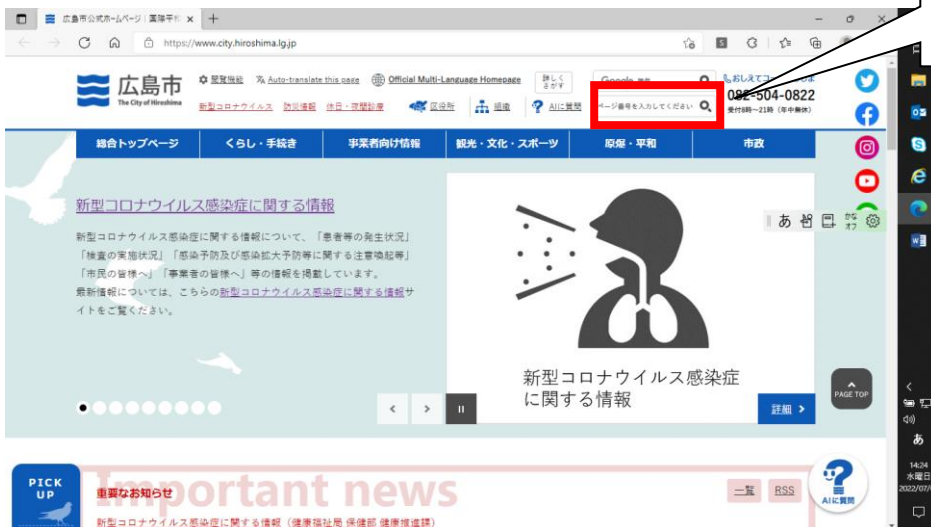 広島市公式ホームページ|国際平和
https://www.city.hiroshima.lg.jp
広島市
The City of Hiroshima
閲覧機能 Auto-translate this page Official Multi-Language Homepage 詳しくさがす
新型コロナウイルス 防災情報 休日・夜間診療 区役所 組織 AIに質問
ページ番号を入力してください
082-504-0822
受付8時~21時(年中無休)
総合トップページ くらし・手続き 事業者向け情報 観光・文化・スポーツ 原爆・平和 市政
新型コロナウイルス感染症に関する情報
新型コロナウイルス感染症に関する情報について、「患者等の発生状況」
「検査の実施状況」「感染予防及び感染拡大予防等に関する注意喚起等」
「市民の皆様へ」「事業者の皆様へ」等の情報を掲載しています。
最新情報については、こちらの新型コロナウイルス感染症に関する情報サ
イトをご覧ください。
新型コロナウイルス感染症
に関する情報
詳細
PAGE TOP
あ
かな
オフ
あ
14:24
水曜日
PICK
UP
Important news
重要なお知らせ
一覧 RSS
AIに質問
新型コロナウイルス感染症に関する情報(健康福祉局 保健部 健康推進課)